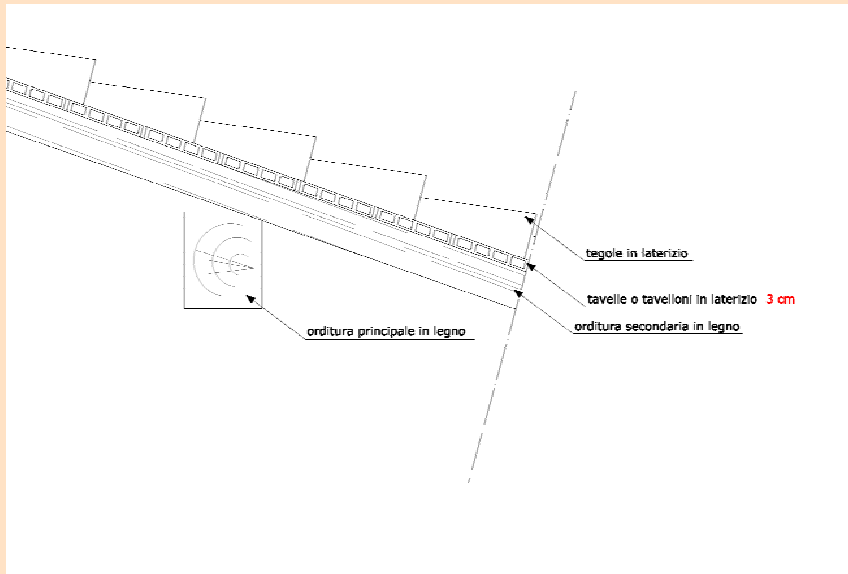 tegole in laterizio
tavelle o tavelloni in laterizio 3 cm
orditura secondaria in legno
orditura principale in legno